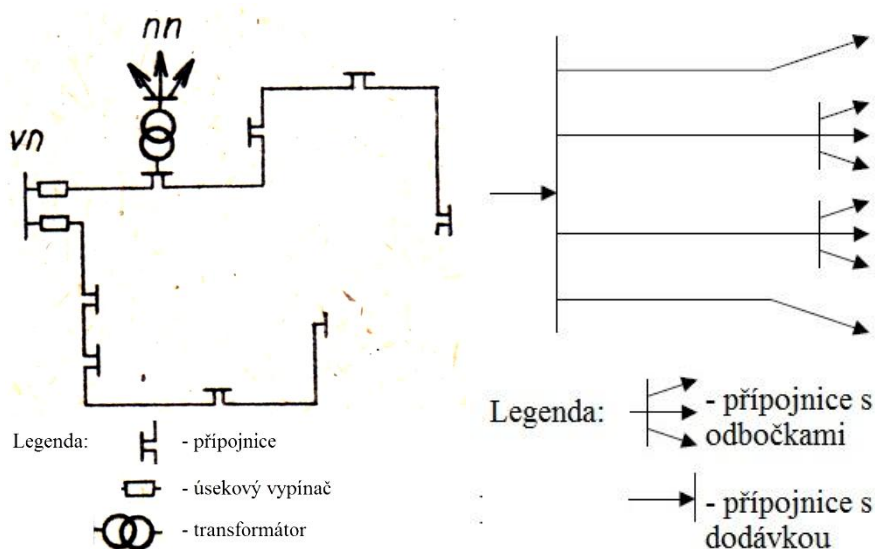 nn
vn
Legenda:
- přípojnice
- úsekový vypínač
- transformátor
Legenda:
- přípojnice s
odbočkami
- přípojnice s
dodávkou